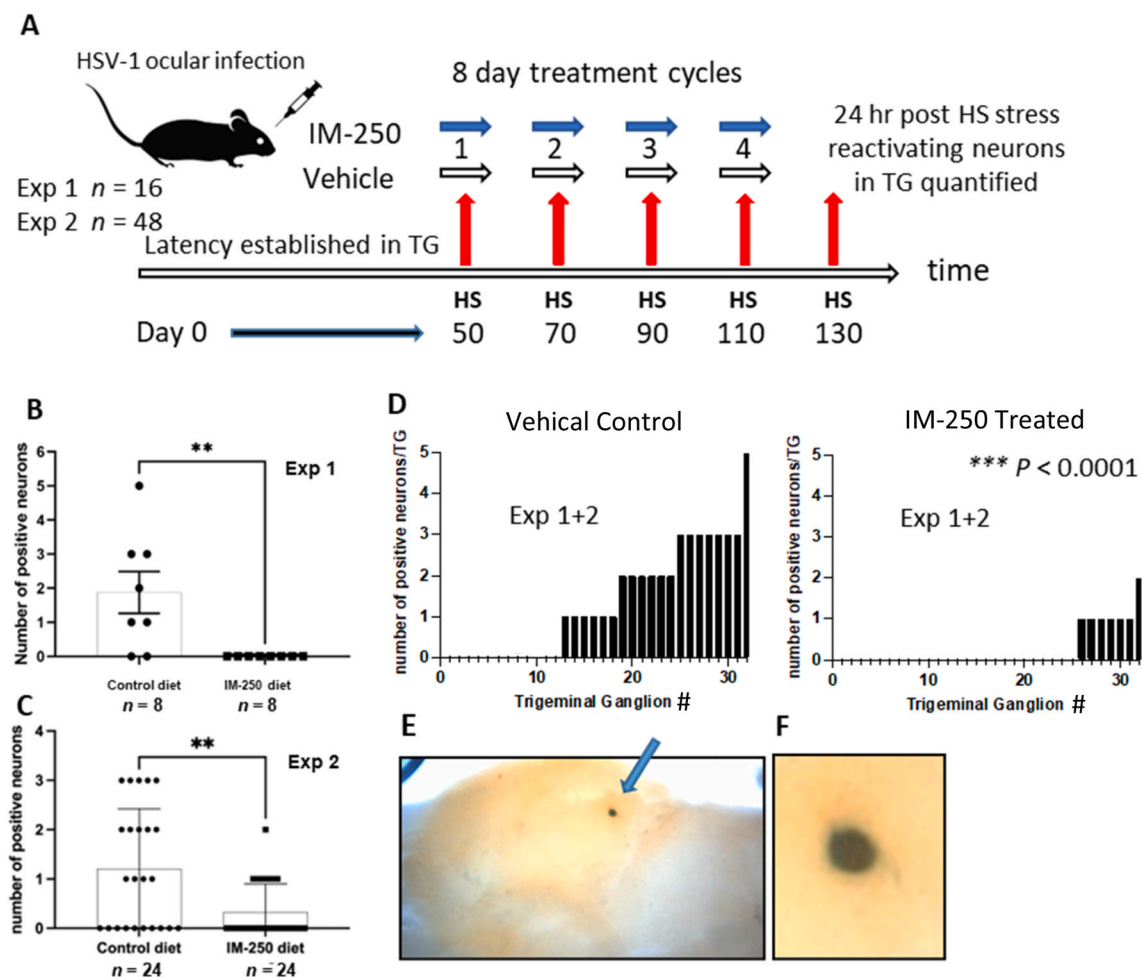 A
HSV-1 ocular infection
8 day treatment cycles
IM-250
1 2 3 4
Vehicle
24 hr post HS stress
reactivating neurons
in TG quantified
Exp 1 n = 16
Exp 2 n = 48
Latency established in TG
time
HS HS HS HS HS
Day 0 50 70 90 110 130
B
Number of positive neurons
6
5
4
3
2
1
0
**
Exp 1
Control diet IM-250 diet
n = 8 n = 8
C
number of positive neurons
4
3
2
1
0
**
Exp 2
Control diet IM-250 diet
n = 24 n = 24
D
Vehical Control
number of positive neurons/TG
5
4
3
2
1
0
Exp 1+2
0 10 20 30
Trigeminal Ganglion #
IM-250 Treated
*** P < 0.0001
number of positive neurons/TG
5
4
3
2
1
0
Exp 1+2
0 10 20 30
Trigeminal Ganglion #
E
F